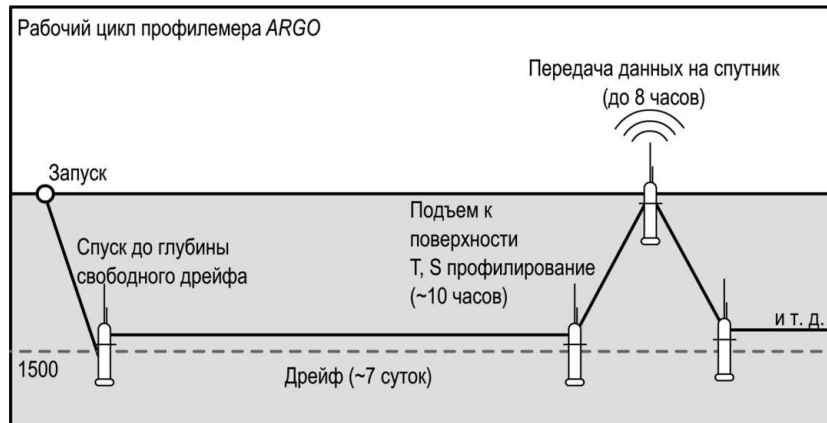 Рабочий цикл профилемера ARGO
Передача данных на спутник
(до 8 часов)
Запуск
Спуск до глубины
свободного дрейфа
Подъем к
поверхности
T, S профилирование
(~10 часов)
и т. д.
1500
Дрейф (~7 суток)